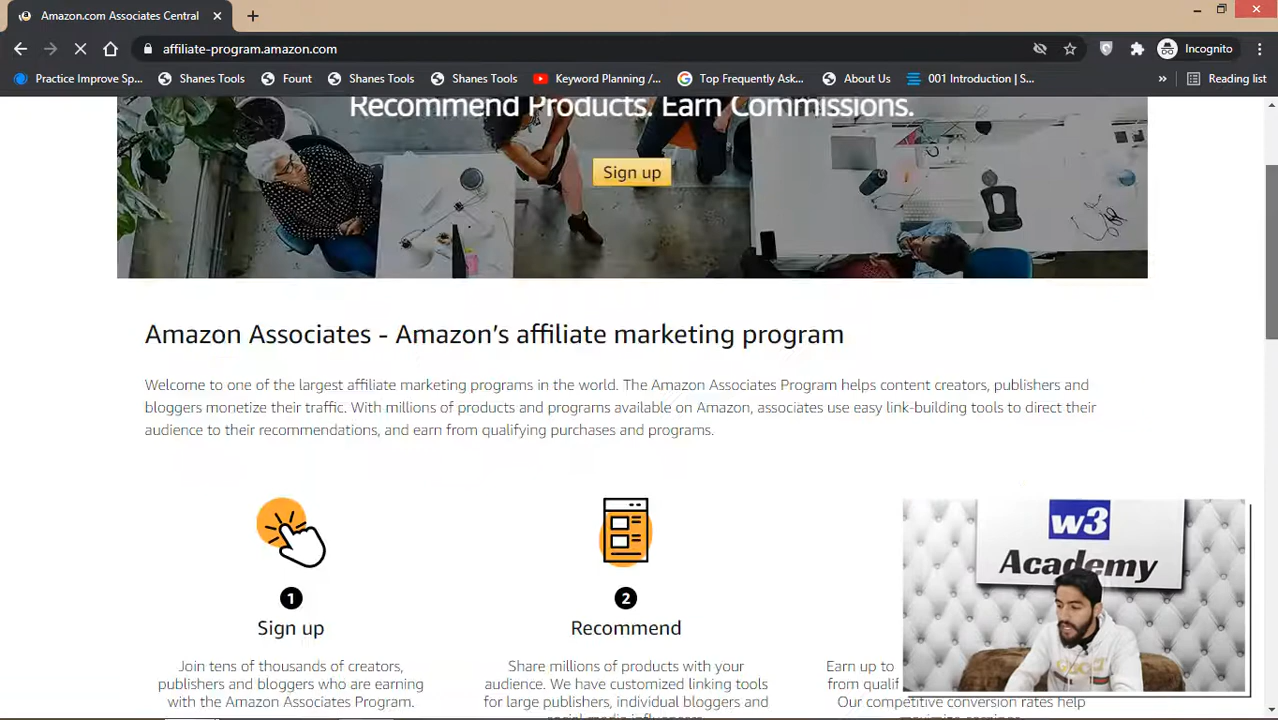 Amazon.com Associates Central
affiliate-program.amazon.com
Incognito
Practice Improve Sp...
Shanes Tools
Fount
Shanes Tools
Shanes Tools
Keyword Planning /...
Top Frequently Ask...
About Us
001 Introduction | S...
»
Reading list
Recommend Products. Earn Commissions.
Sign up
Amazon Associates - Amazon's affiliate marketing program
Welcome to one of the largest affiliate marketing programs in the world. The Amazon Associates Program helps content creators, publishers and
bloggers monetize their traffic. With millions of products and programs available on Amazon, associates use easy link-building tools to direct their
audience to their recommendations, and earn from qualifying purchases and programs.
1
Sign up
Join tens of thousands of creators,
publishers and bloggers who are earning
with the Amazon Associates Program.
2
Recommend
Share millions of products with your
audience. We have customized linking tools
for large publishers, individual bloggers and
social media influencers.
Earn up to
from qualif
Our competitive conversion rates help
maximize earnings.
w3
Academy